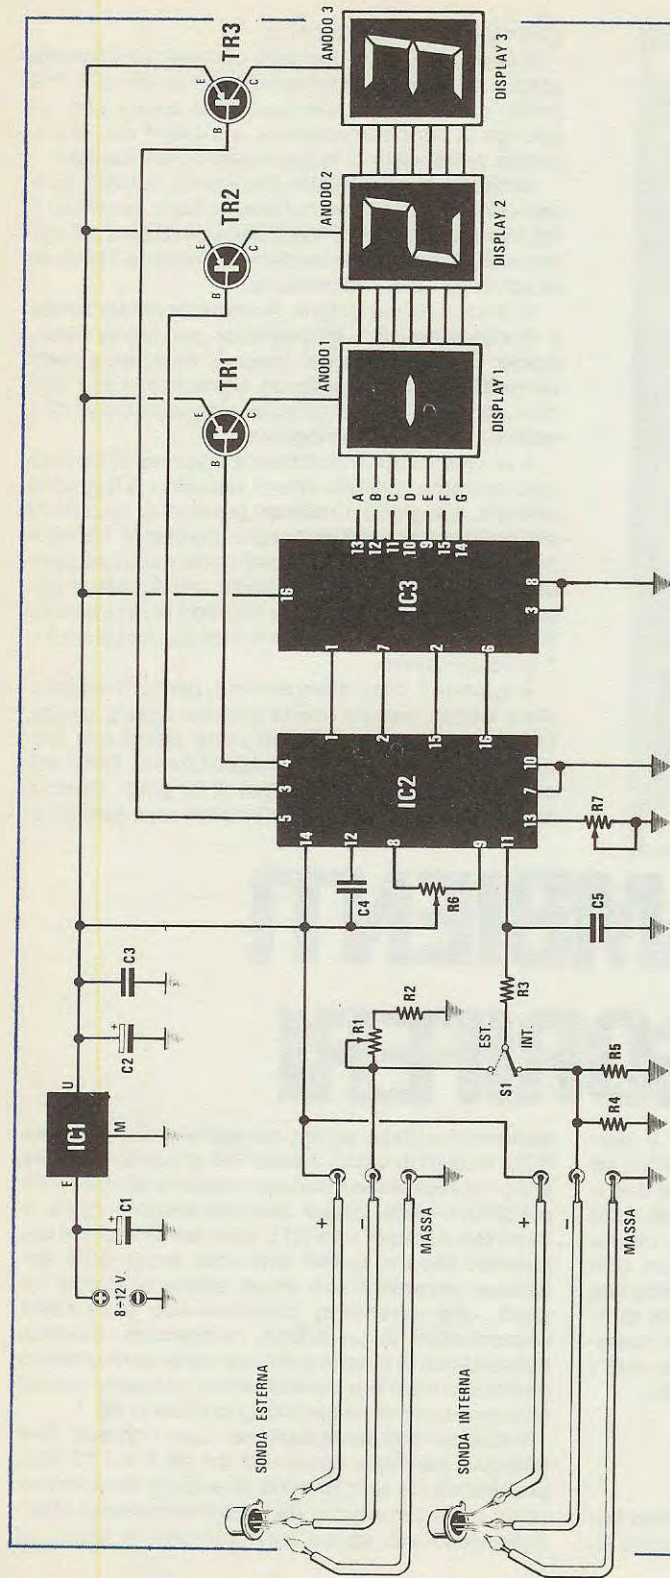 TR3
E
C
B
ANODO 3
DISPLAY 3
TR2
E
C
B
ANODO 2
DISPLAY 2
TR1
E
C
B
ANODO 1
DISPLAY 1
A
B
C
D
E
F
G
13
12
11
10
9
15
14
16
IC3
8
3
1
7
2
6
1
2
15
16
4
3
5
14
12
8
9
11
IC2
10
7
13
R7
C4
R6
C5
R3
R1
R2
EST.
INT.
S1
R5
R4
C3
C2
+
U
IC1
M
E
C1
+
8÷12 V.
+
–
MASSA
SONDA ESTERNA
+
–
MASSA
SONDA INTERNA